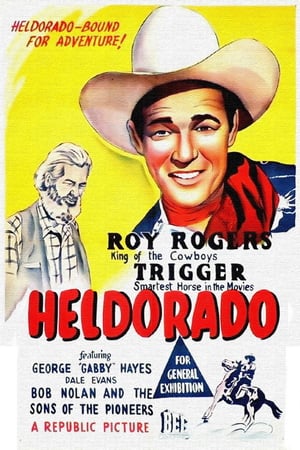 HELDORADO-BOUND
FOR ADVENTURE!
ROY ROGERS
King of the Cowboys
TRIGGER
Smartest Horse in the Movies
HELDORADO
featuring
GEORGE "GABBY" HAYES
DALE EVANS
BOB NOLAN AND THE
SONS OF THE PIONEERS
A REPUBLIC PICTURE
FOR
GENERAL
EXHIBITION